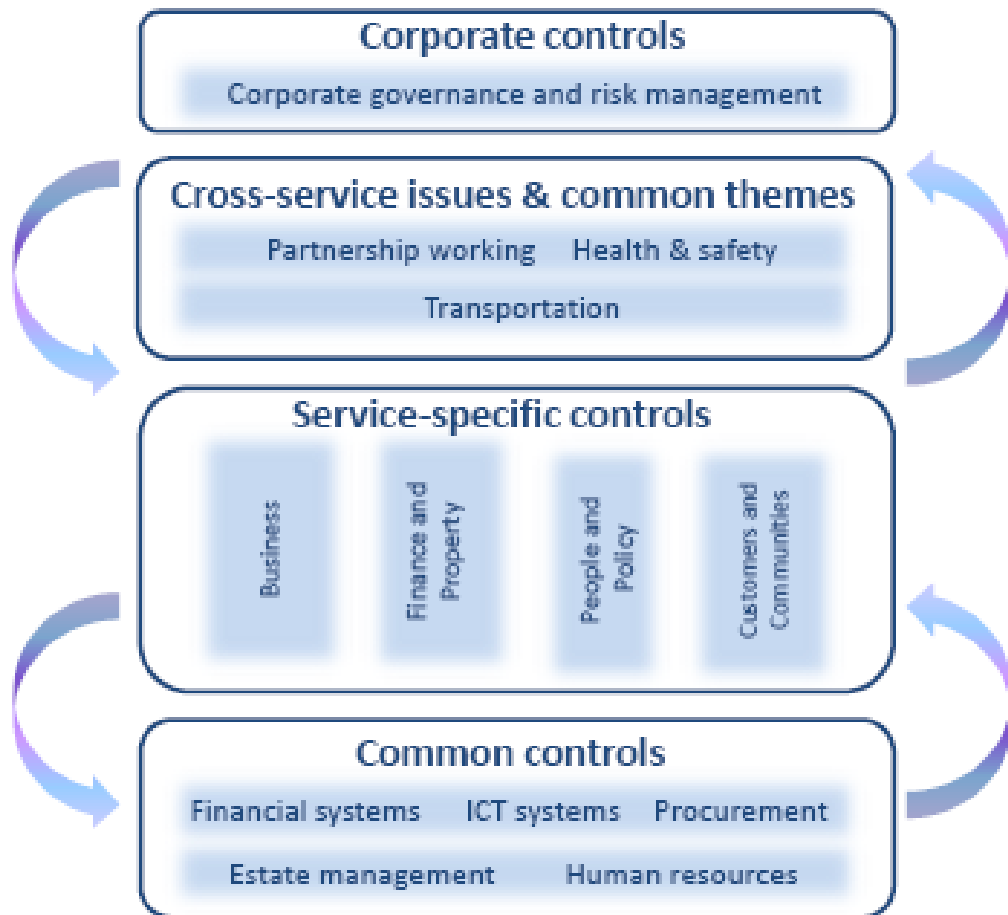 Corporate controls
Corporate governance and risk management
Cross-service issues & common themes
Partnership working Health & safety
Transportation
Service-specific controls
Business
Finance and
Property
People and
Policy
Customers and
Communities
Common controls
Financial systems ICT systems Procurement
Estate management Human resources